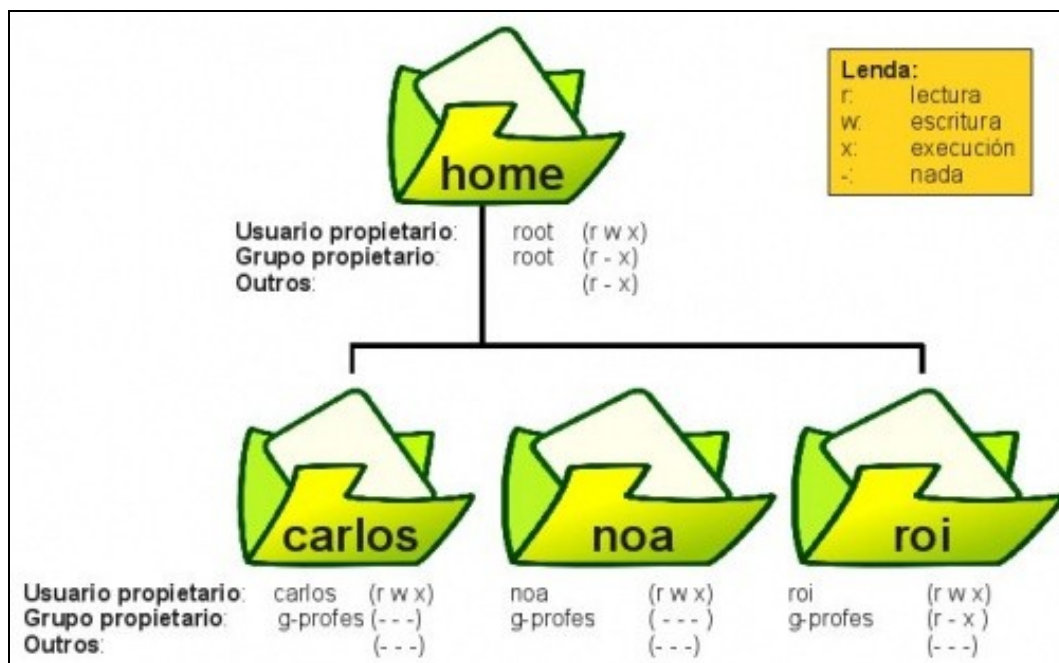 Lenda:
r: lectura
w: escritura
x: execución
-: nada
home
Usuario propietario: root (r w x)
Grupo propietario: root (r - x)
Outros: (r - x)
carlos noa roi
Usuario propietario: carlos (r w x) noa (r w x) roi (r w x)
Grupo propietario: g-profes (- - -) g-profes (- - - ) g-profes (r - x )
Outros: (- - -) (- - -) (- - -)